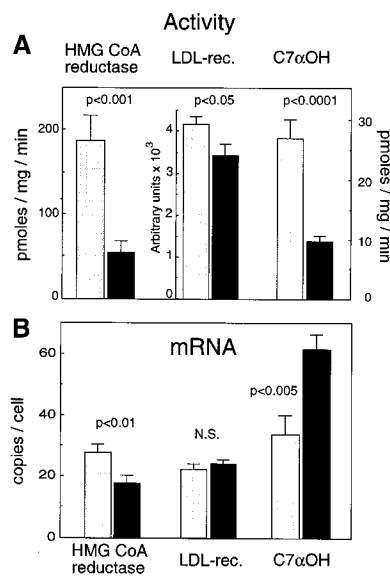 Activity
A
HMG CoA
reductase
LDL-rec.
C7αOH
p<0.001
p<0.05
p<0.0001
200
100
0
pmoles / mg / min
4
3
2
1
0
Arbitrary units x 10³
30
20
10
0
pmoles / mg / min
B
mRNA
60
40
20
0
copies / cell
p<0.01
N.S.
p<0.005
HMG CoA
reductase
LDL-rec.
C7αOH